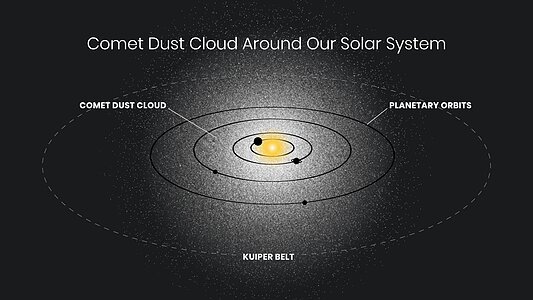 Comet Dust Cloud Around Our Solar System
COMET DUST CLOUD
PLANETARY ORBITS
KUIPER BELT